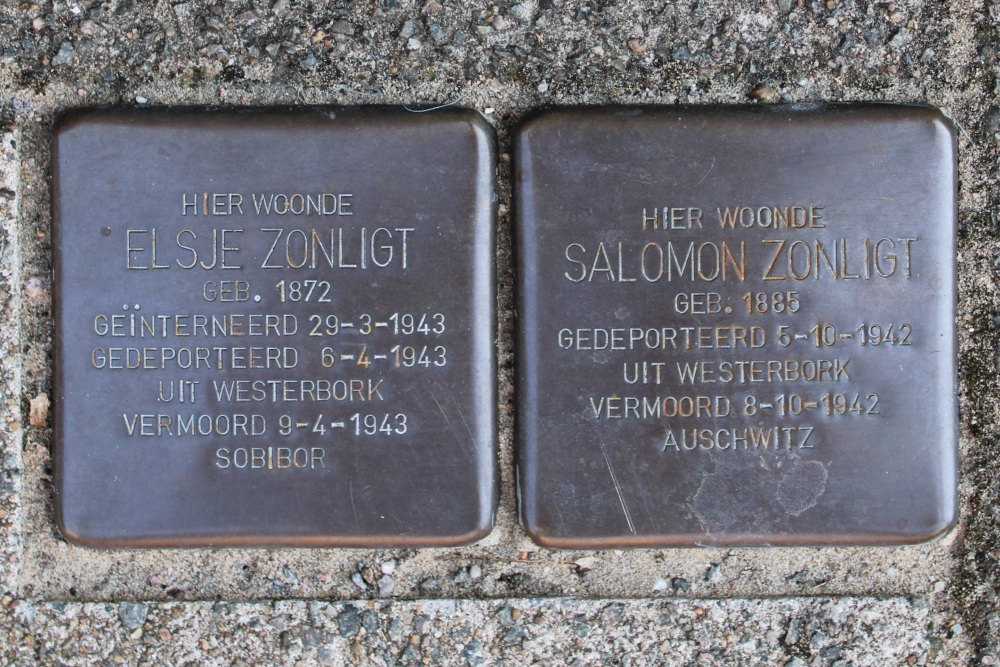 HIER WOONDE
ELSJE ZONLIGT
GEB. 1872
GEÏNTERNEERD 29-3-1943
GEDEPORTEERD 6-4-1943
UIT WESTERBORK
VERMOORD 9-4-1943
SOBIBOR
HIER WOONDE
SALOMON ZONLIGT
GEB. 1885
GEDEPORTEERD 5-10-1942
UIT WESTERBORK
VERMOORD 8-10-1942
AUSCHWITZ